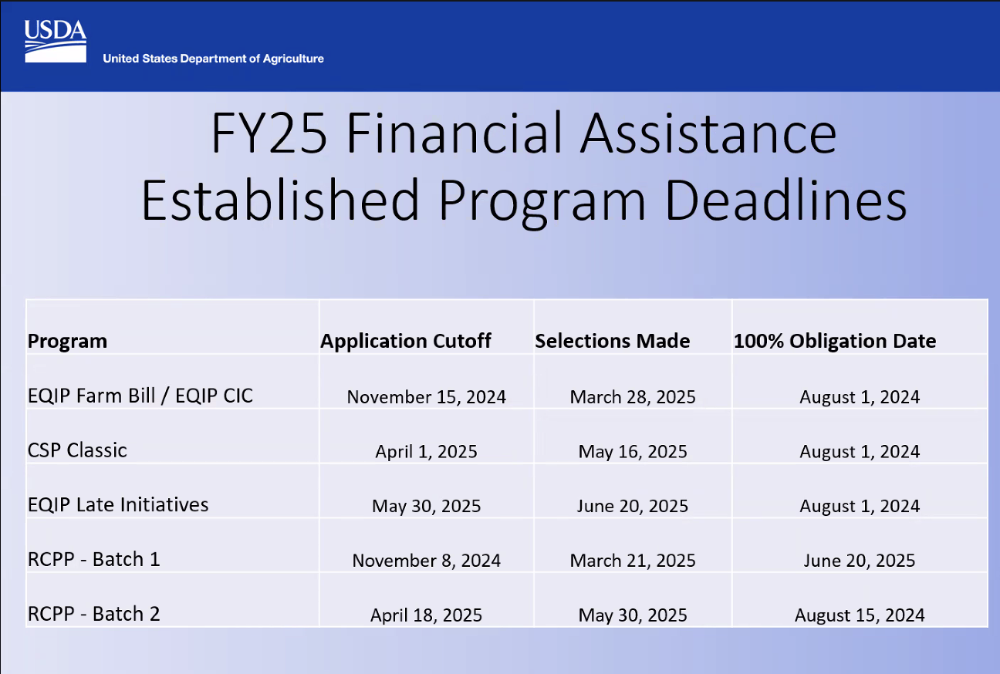 USDA
United States Department of Agriculture
FY25 Financial Assistance
Established Program Deadlines
Program Application Cutoff Selections Made 100% Obligation Date
EQIP Farm Bill / EQIP CIC November 15, 2024 March 28, 2025 August 1, 2024
CSP Classic April 1, 2025 May 16, 2025 August 1, 2024
EQIP Late Initiatives May 30, 2025 June 20, 2025 August 1, 2024
RCPP - Batch 1 November 8, 2024 March 21, 2025 June 20, 2025
RCPP - Batch 2 April 18, 2025 May 30, 2025 August 15, 2024